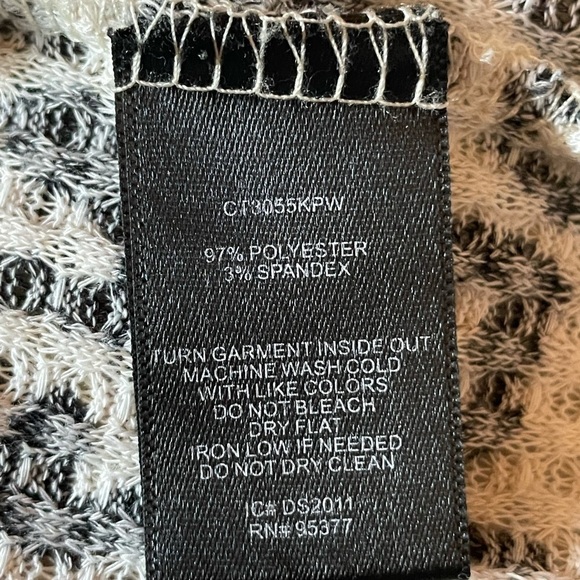 CT3055KPW
97% POLYESTER
3% SPANDEX
TURN GARMENT INSIDE OUT
MACHINE WASH COLD
WITH LIKE COLORS
DO NOT BLEACH
DRY FLAT
IRON LOW IF NEEDED
DO NOT DRY CLEAN
IC# DS2011
RN# 95377